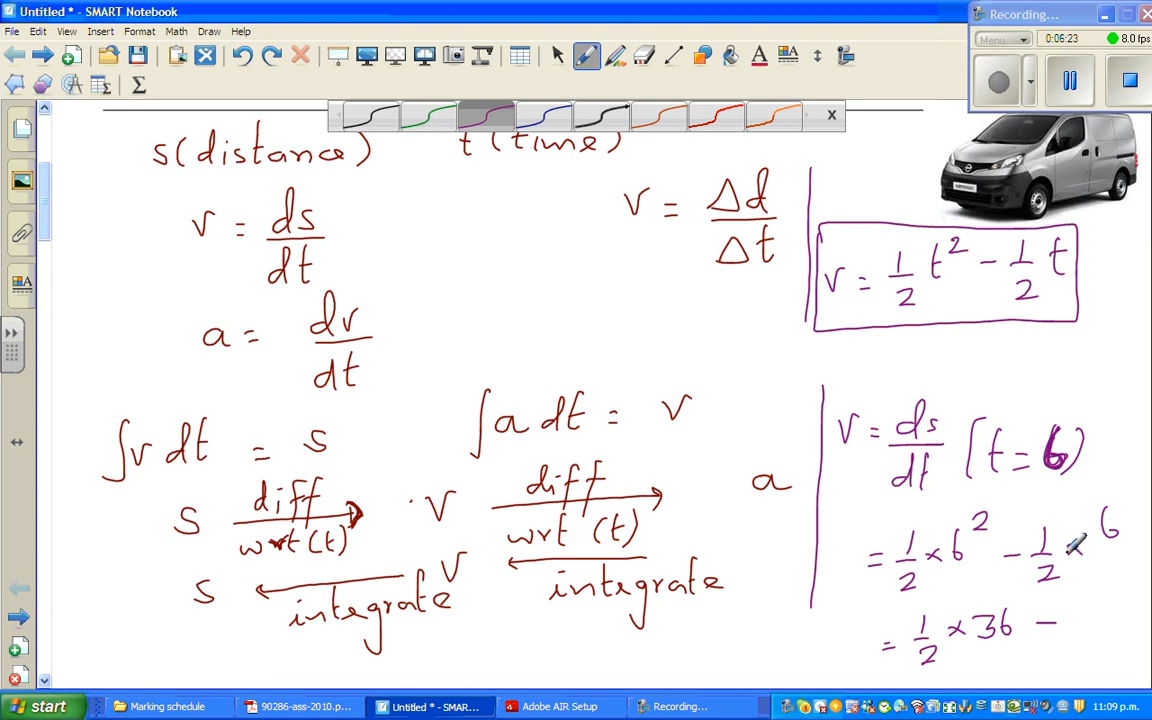 Untitled * - SMART Notebook
Recording...
File Edit View Insert Format Math Draw Help
Menu
0:06:23
8.0 fps
s(distance) t(time)
v = ds/dt
v = Δd/Δt
v = 1/2 t² - 1/2 t
a = dv/dt
∫v dt = s
∫a dt = v
v = ds/dt (t = 6)
s diff wrt (t) v diff wrt (t) a
= 1/2 × 6² - 1/2 × 6
s integrate v integrate
= 1/2 × 36 -
start
Marking schedule
90286-ass-2010.p...
Untitled * - SMAR...
Adobe AIR Setup
Recording...
11:09 p.m.